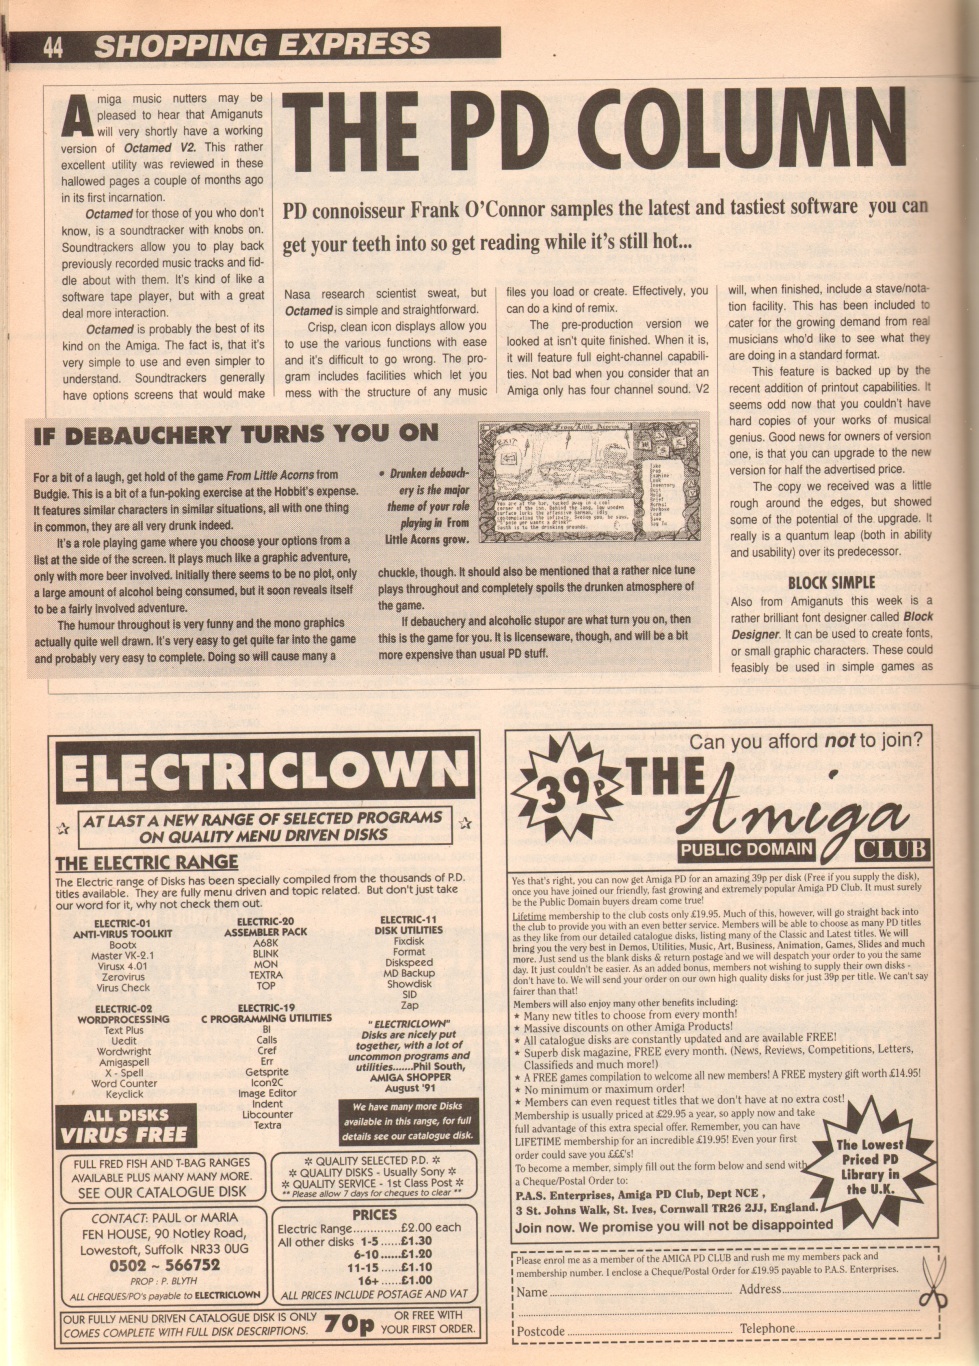 44 SHOPPING EXPRESS
THE PD COLUMN
PD connoisseur Frank O'Connor samples the latest and tastiest software you can
get your teeth into so get reading while it's still hot...
Amiga music nutters may be
pleased to hear that Amiganuts
will very shortly have a working
version of Octamed V2. This rather
excellent utility was reviewed in these
hallowed pages a couple of months ago
in its first incarnation.
Octamed for those of you who don't
know, is a soundtracker with knobs on.
Soundtrackers allow you to play back
previously recorded music tracks and fid-
dle about with them. It's kind of like a
software tape player, but with a great
deal more interaction.
Octamed is probably the best of its
kind on the Amiga. The fact is, that it's
very simple to use and even simpler to
understand. Soundtrackers generally
have options screens that would make
Nasa research scientist sweat, but
Octamed is simple and straightforward.
Crisp, clean icon displays allow you
to use the various functions with ease
and it's difficult to go wrong. The pro-
gram includes facilities which let you
mess with the structure of any music
files you load or create. Effectively, you
can do a kind of remix.
The pre-production version we
looked at isn't quite finished. When it is,
it will feature full eight-channel capabili-
ties. Not bad when you consider that an
Amiga only has four channel sound. V2
will, when finished, include a stave/nota-
tion facility. This has been included to
cater for the growing demand from real
musicians who'd like to see what they
are doing in a standard format.
This feature is backed up by the
recent addition of printout capabilities. It
seems odd now that you couldn't have
hard copies of your works of musical
genius. Good news for owners of version
one, is that you can upgrade to the new
version for half the advertised price.
The copy we received was a little
rough around the edges, but showed
some of the potential of the upgrade. It
really is a quantum leap (both in ability
and usability) over its predecessor.
BLOCK SIMPLE
Also from Amiganuts this week is a
rather brilliant font designer called Block
Designer. It can be used to create fonts,
or small graphic characters. These could
feasibly be used in simple games as
IF DEBAUCHERY TURNS YOU ON
For a bit of a laugh, get hold of the game From Little Acorns from
Budgie. This is a bit of a fun-poking exercise at the Hobbit's expense.
It features similar characters in similar situations, all with one thing
in common, they are all very drunk indeed.
It's a role playing game where you choose your options from a
list at the side of the screen. It plays much like a graphic adventure,
only with more beer involved. Initially there seems to be no plot, only
a large amount of alcohol being consumed, but it soon reveals itself
to be a fairly involved adventure.
The humour throughout is very funny and the mono graphics
actually quite well drawn. It's very easy to get quite far into the game
and probably very easy to complete. Doing so will cause many a
• Drunken debauch-
ery is the major
theme of your role
playing in From
Little Acorns grow.
chuckle, though. It should also be mentioned that a rather nice tune
plays throughout and completely spoils the drunken atmosphere of
the game.
If debauchery and alcoholic stupor are what turn you on, then
this is the game for you. It is licenseware, though, and will be a bit
more expensive than usual PD stuff.
ELECTRICLOWN
AT LAST A NEW RANGE OF SELECTED PROGRAMS
ON QUALITY MENU DRIVEN DISKS
THE ELECTRIC RANGE
The Electric range of Disks has been specially compiled from the thousands of P.D.
titles available. They are fully menu driven and topic related. But don't just take
our word for it, why not check them out.
ELECTRIC-01
ANTI-VIRUS TOOLKIT
Bootx
Master VK-2.1
Virusx 4.01
Zerovirus
Virus Check
ELECTRIC-20
ASSEMBLER PACK
A68K
BLINK
MON
TEXTRA
TOP
ELECTRIC-11
DISK UTILITIES
Fixdisk
Format
Diskspeed
MD Backup
Showdisk
SID
Zap
ELECTRIC-02
WORDPROCESSING
Text Plus
Uedit
Wordwright
Amigaspell
X - Spell
Word Counter
Keyclick
ELECTRIC-19
C PROGRAMMING UTILITIES
BI
Calls
Cref
Err
Getsprite
Icon2C
Image Editor
Indent
Libcounter
Textra
" ELECTRICLOWN"
Disks are nicely put
together, with a lot of
uncommon programs and
utilities.......Phil South,
AMIGA SHOPPER
August '91
ALL DISKS
VIRUS FREE
We have many more Disks
available in this range, for full
details see our catalogue disk.
FULL FRED FISH AND T-BAG RANGES
AVAILABLE PLUS MANY MANY MORE.
SEE OUR CATALOGUE DISK
✲ QUALITY SELECTED P.D. ✲
✲ QUALITY DISKS - Usually Sony ✲
✲ QUALITY SERVICE - 1st Class Post ✲
** Please allow 7 days for cheques to clear **
CONTACT: PAUL or MARIA
FEN HOUSE, 90 Notley Road,
Lowestoft, Suffolk NR33 0UG
0502 ~ 566752
PROP : P. BLYTH
ALL CHEQUES/PO's payable to ELECTRICLOWN
PRICES
Electric Range.............£2.00 each
All other disks 1-5 .....£1.30
6-10 ......£1.20
11-15 ......£1.10
16+ ......£1.00
ALL PRICES INCLUDE POSTAGE AND VAT
OUR FULLY MENU DRIVEN CATALOGUE DISK IS ONLY
COMES COMPLETE WITH FULL DISK DESCRIPTIONS.
70p
OR FREE WITH
YOUR FIRST ORDER.
Can you afford not to join?
39p THE Amiga
PUBLIC DOMAIN CLUB
Yes that's right, you can now get Amiga PD for an amazing 39p per disk (Free if you supply the disk),
once you have joined our friendly, fast growing and extremely popular Amiga PD Club. It must surely
be the Public Domain buyers dream come true!
Lifetime membership to the club costs only £19.95. Much of this, however, will go straight back into
the club to provide you with an even better service. Members will be able to choose as many PD titles
as they like from our detailed catalogue disks, listing many of the Classic and Latest titles. We will
bring you the very best in Demos, Utilities, Music, Art, Business, Animation, Games, Slides and much
more. Just send us the blank disks & return postage and we will despatch your order to you the same
day. It just couldn't be easier. As an added bonus, members not wishing to supply their own disks -
don't have to. We will send your order on our own high quality disks for just 39p per title. We can't say
fairer than that!
Members will also enjoy many other benefits including:
★ Many new titles to choose from every month!
★ Massive discounts on other Amiga Products!
★ All catalogue disks are constantly updated and are available FREE!
★ Superb disk magazine, FREE every month. (News, Reviews, Competitions, Letters,
Classifieds and much more!)
★ A FREE games compilation to welcome all new members! A FREE mystery gift worth £14.95!
★ No minimum or maximum order!
★ Members can even request titles that we don't have at no extra cost!
Membership is usually priced at £29.95 a year, so apply now and take
full advantage of this extra special offer. Remember, you can have
LIFETIME membership for an incredible £19.95! Even your first
order could save you £££'s!
To become a member, simply fill out the form below and send with
a Cheque/Postal Order to:
P.A.S. Enterprises, Amiga PD Club, Dept NCE ,
3 St. Johns Walk, St. Ives, Cornwall TR26 2JJ, England.
Join now. We promise you will not be disappointed
The Lowest
Priced PD
Library in
the U.K.
Please enrol me as a member of the AMIGA PD CLUB and rush me my members pack and
membership number. I enclose a Cheque/Postal Order for £19.95 payable to P.A.S. Enterprises.
Name ........ Address........
Postcode ........ Telephone........